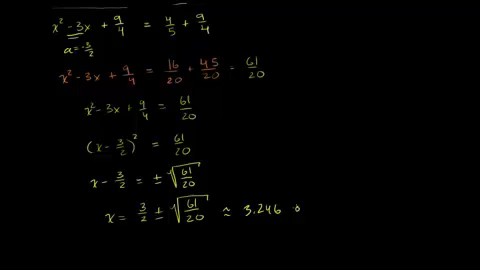 x² - 3x + 9/4 = 4/5 + 9/4
a = -3/2
x² - 3x + 9/4 = 16/20 + 45/20 = 61/20
x² - 3x + 9/4 = 61/20
(x - 3/2)² = 61/20
x - 3/2 = ±√(61/20)
x = 3/2 ± √(61/20) ≈ 3.246